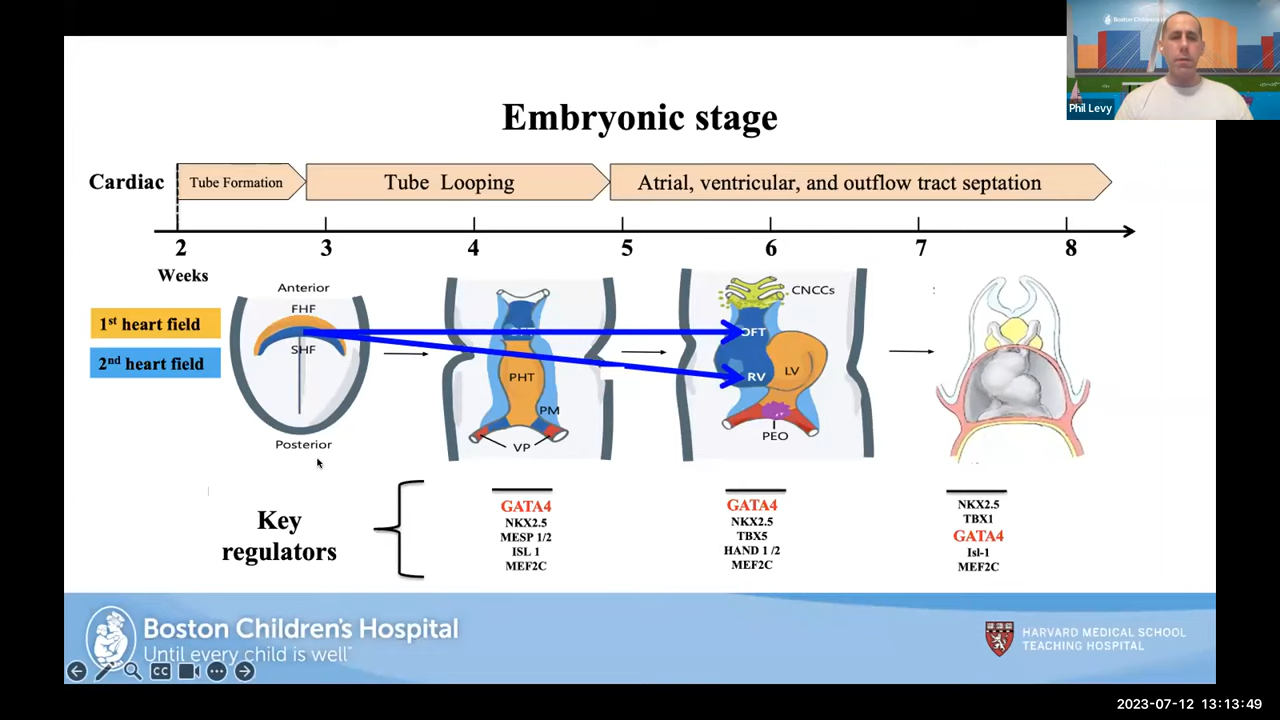 Boston Children's H
Phil Levy
Embryonic stage
Cardiac
Tube Formation
Tube Looping
Atrial, ventricular, and outflow tract septation
2 3 4 5 6 7 8
Weeks
1st heart field
2nd heart field
Anterior
FHF
SHF
Posterior
OFT
PHT
PM
VP
CNCCs
OFT
RV
LV
PEO
Key
regulators
GATA4
NKX2.5
MESP 1/2
ISL 1
MEF2C
GATA4
NKX2.5
TBX5
HAND 1 /2
MEF2C
NKX2.5
TBX1
GATA4
Isl-1
MEF2C
Boston Children's Hospital
Until every child is well™
HARVARD MEDICAL SCHOOL
TEACHING HOSPITAL
CC
2023-07-12 13:13:49